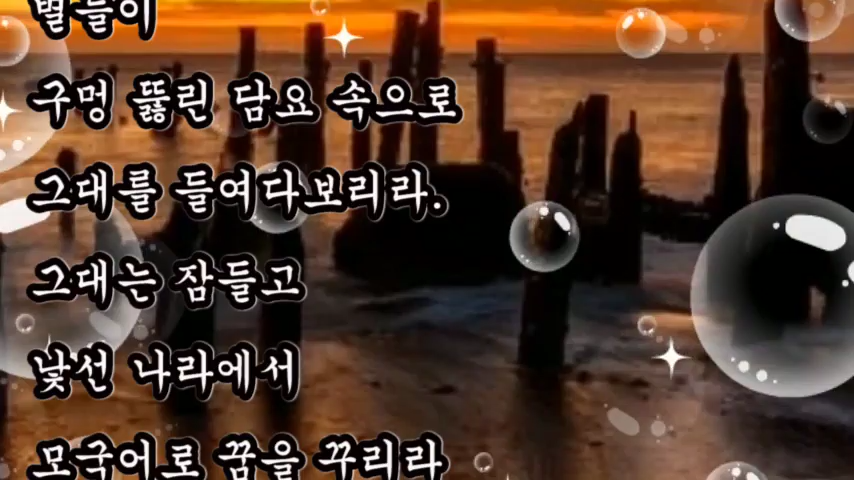 별들이
구멍 뚫린 담요 속으로
그대를 들여다보리라.
그대는 잠들고
낯선 나라에서
모국어로 꿈을 꾸리라